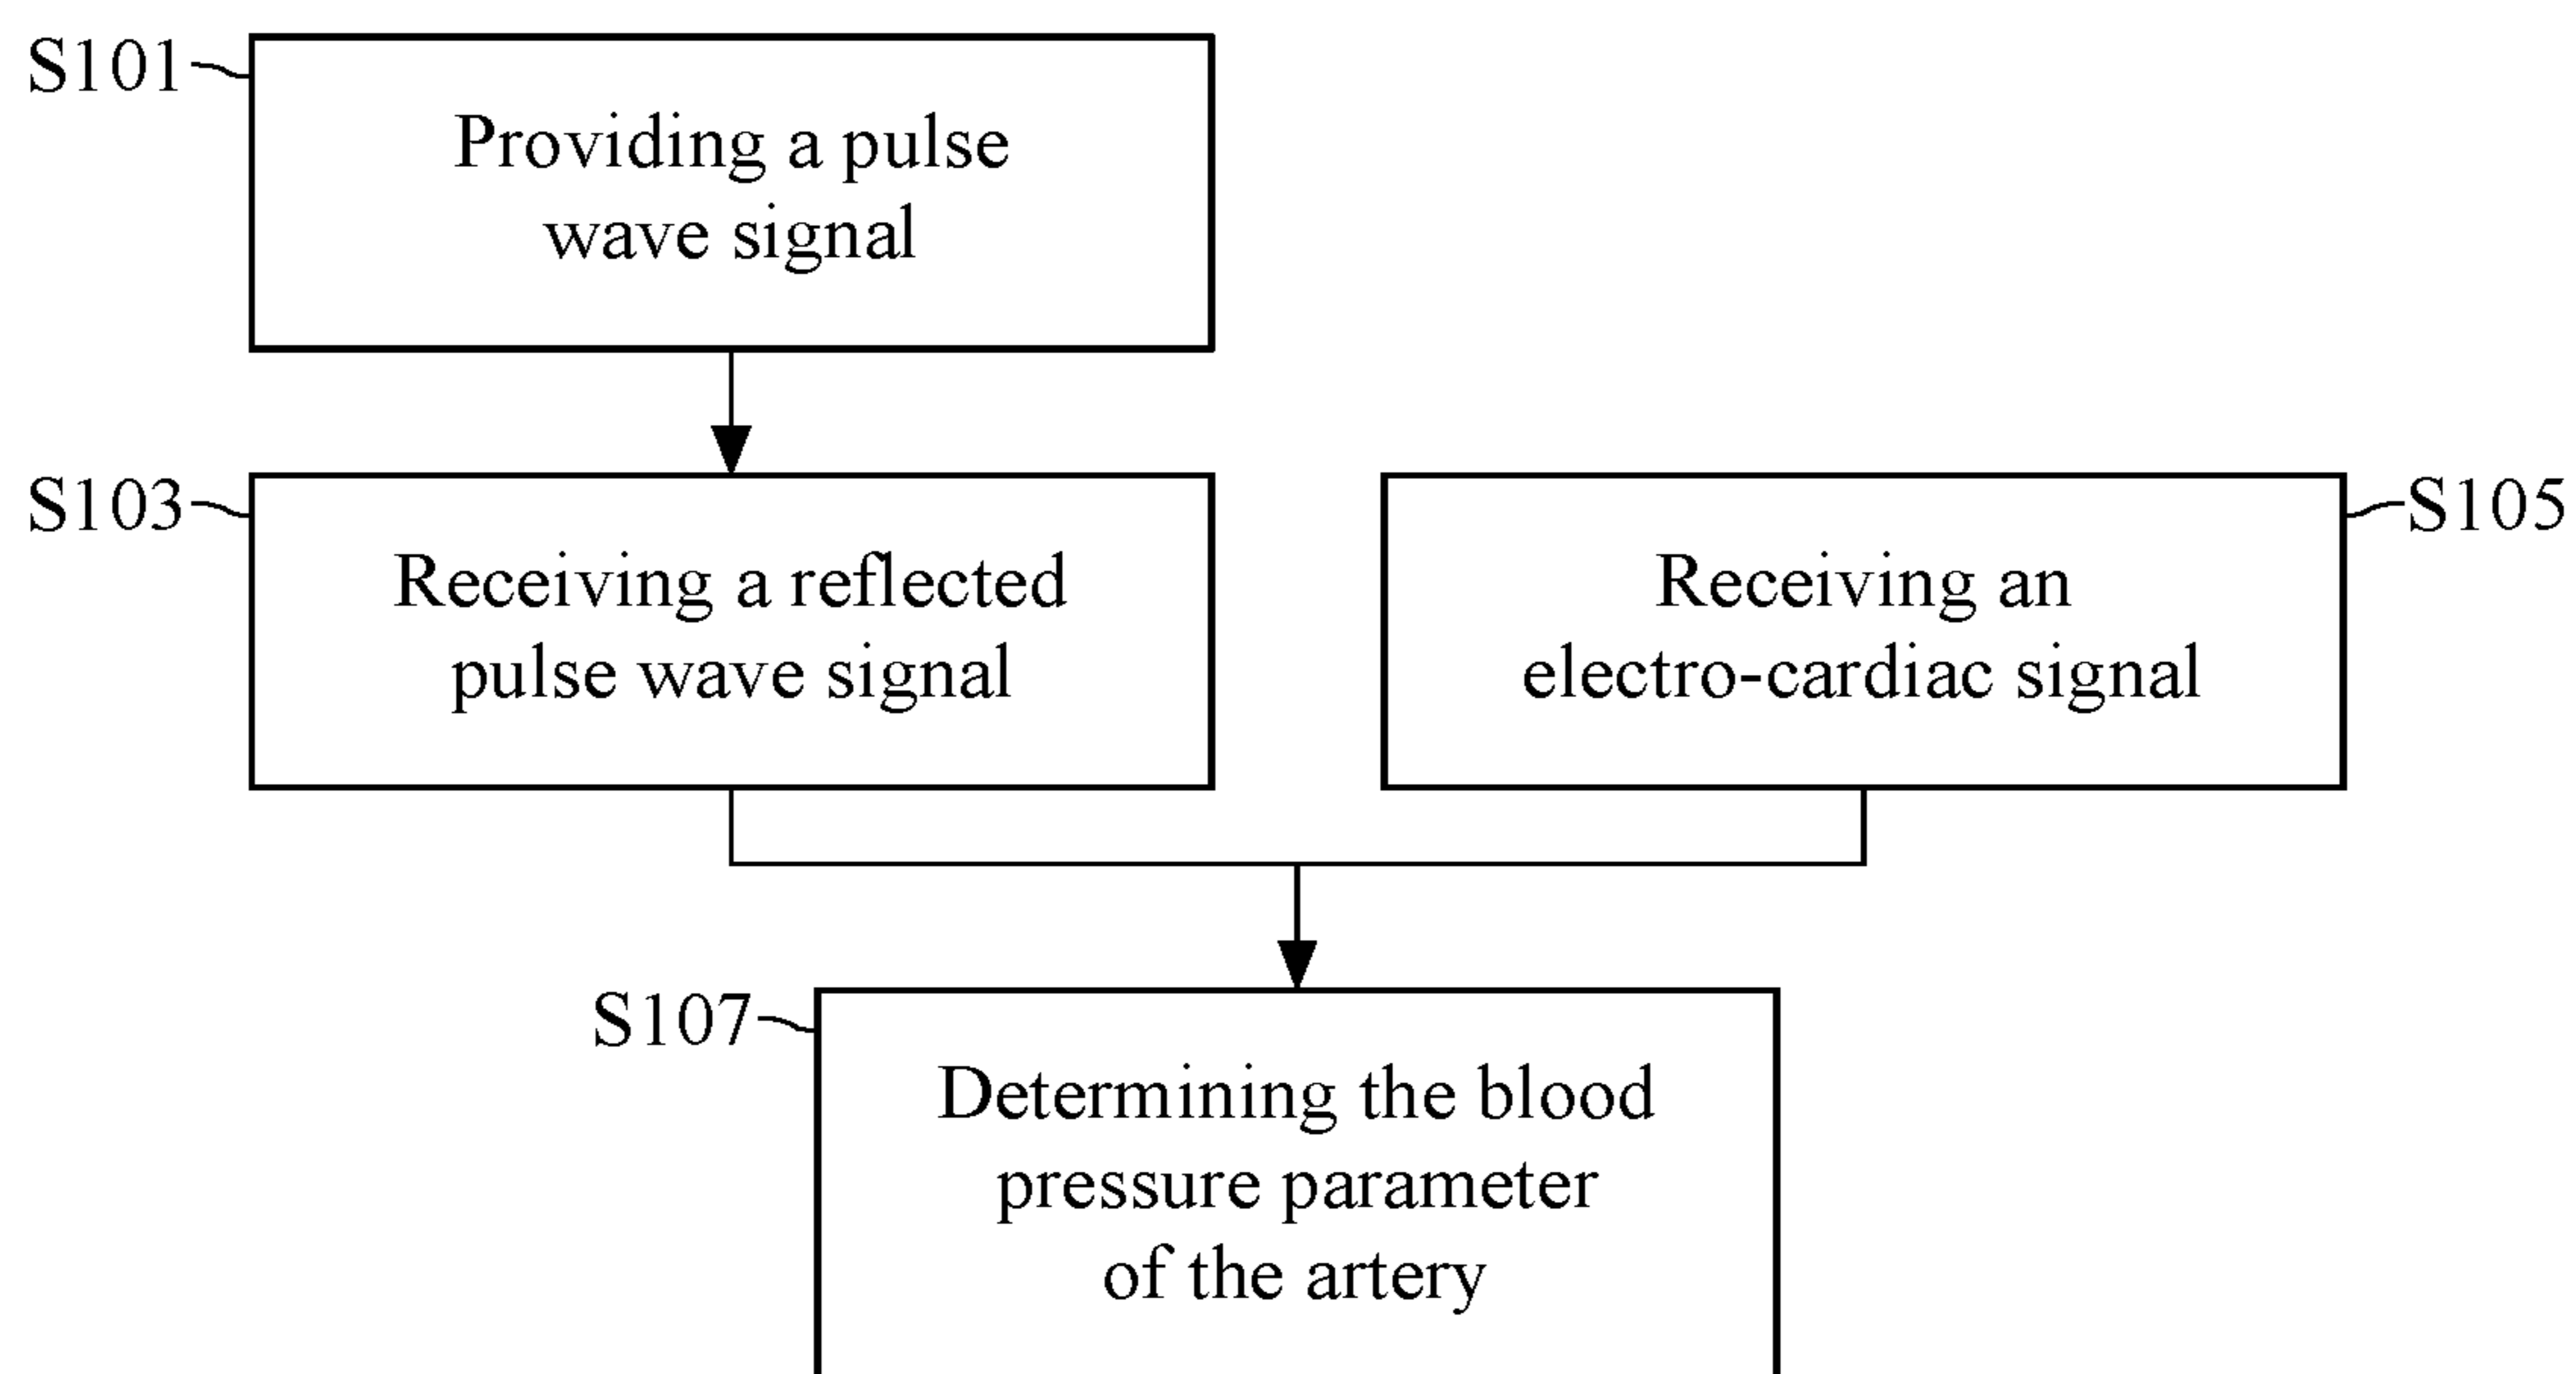 S101
Providing a pulse
wave signal
S103
Receiving a reflected
pulse wave signal
Receiving an
electro-cardiac signal
S105
S107
Determining the blood
pressure parameter
of the artery